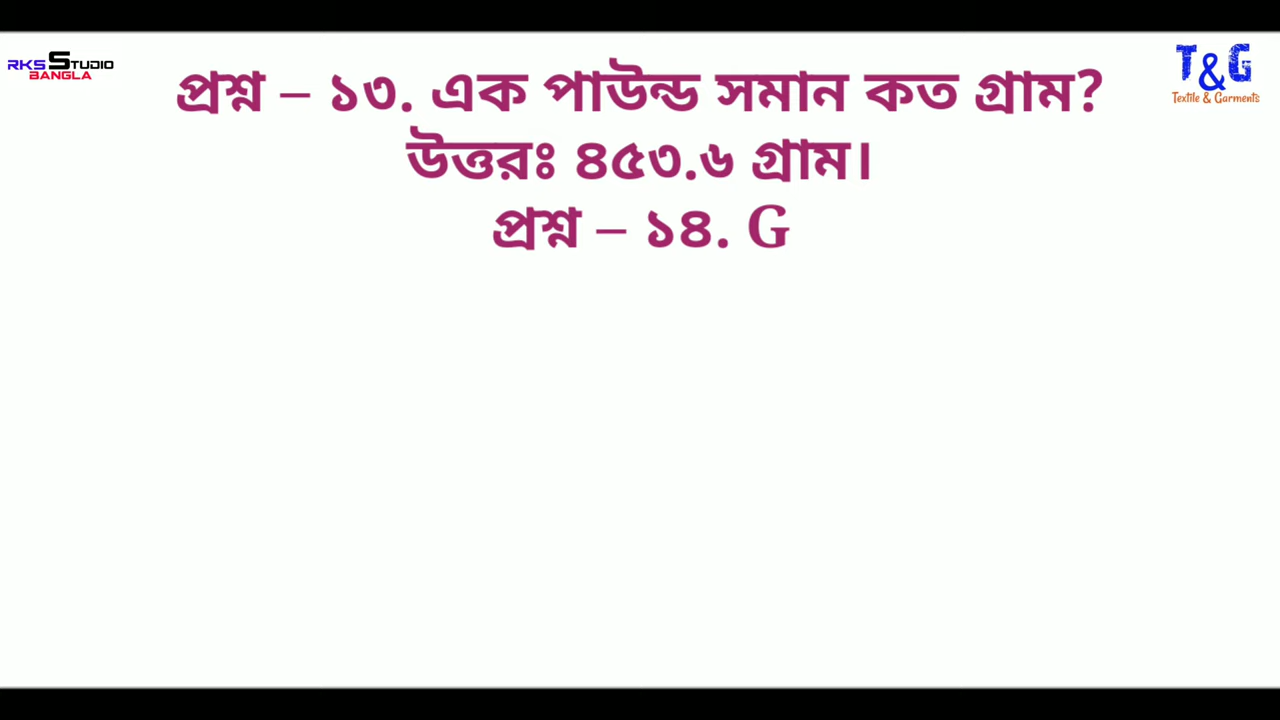 RKS STUDIO
BANGLA
T&G
Textile & Garments
প্রশ্ন – ১৩. এক পাউন্ড সমান কত গ্রাম?
উত্তরঃ ৪৫৩.৬ গ্রাম।
প্রশ্ন – ১৪. G